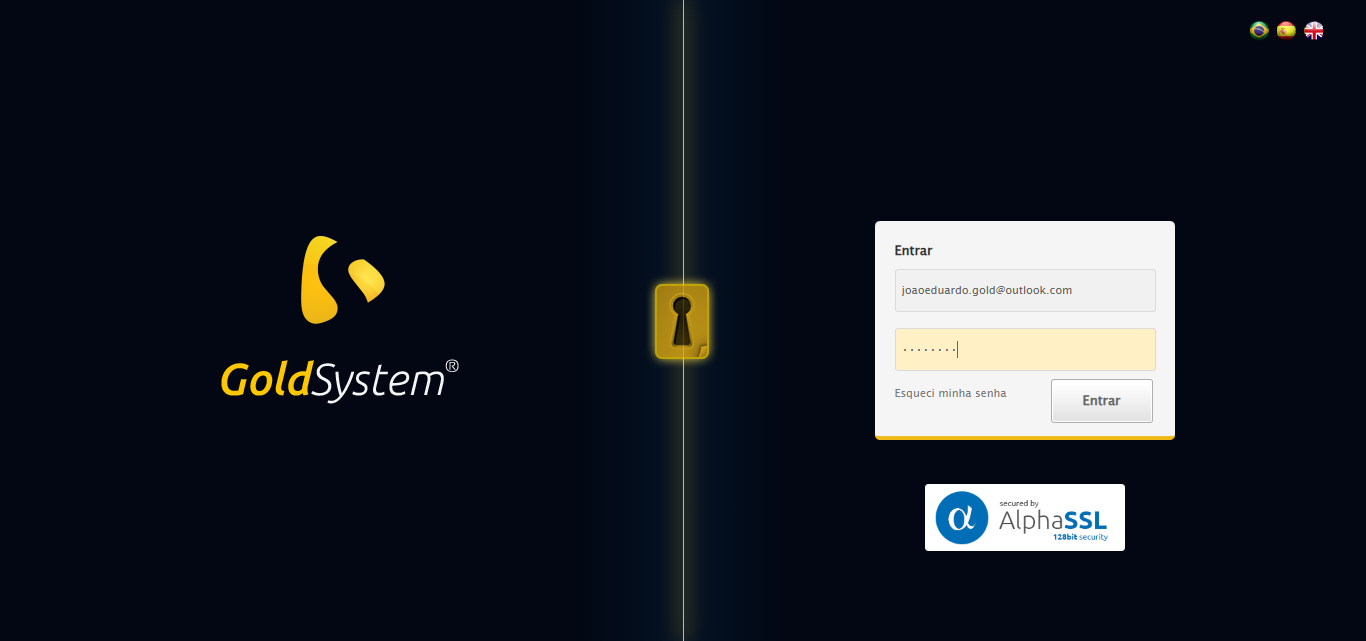 GoldSystem®
Entrar
joaoeduardo.gold@outlook.com
........
Esqueci minha senha
Entrar
α
secured by
AlphaSSL
128bit security